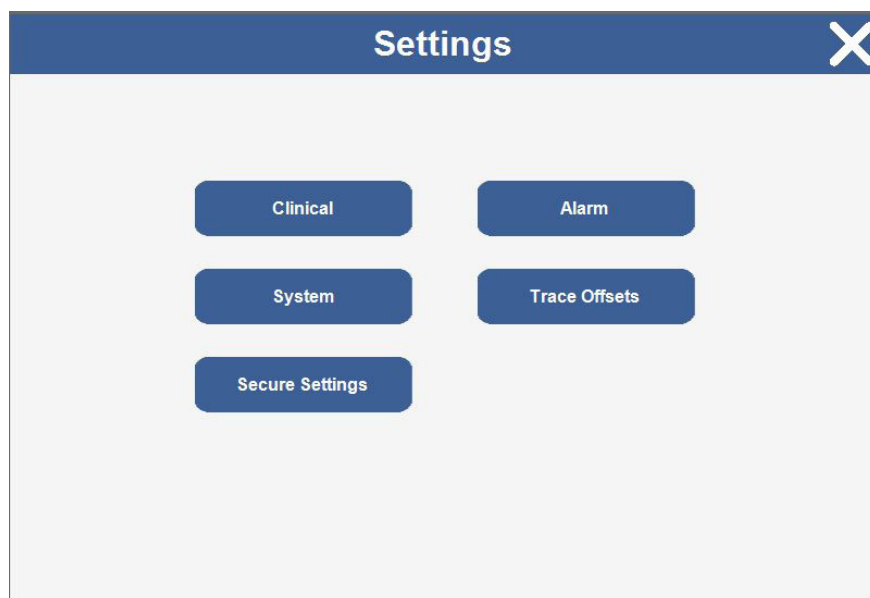 Settings
Clinical
Alarm
System
Trace Offsets
Secure Settings